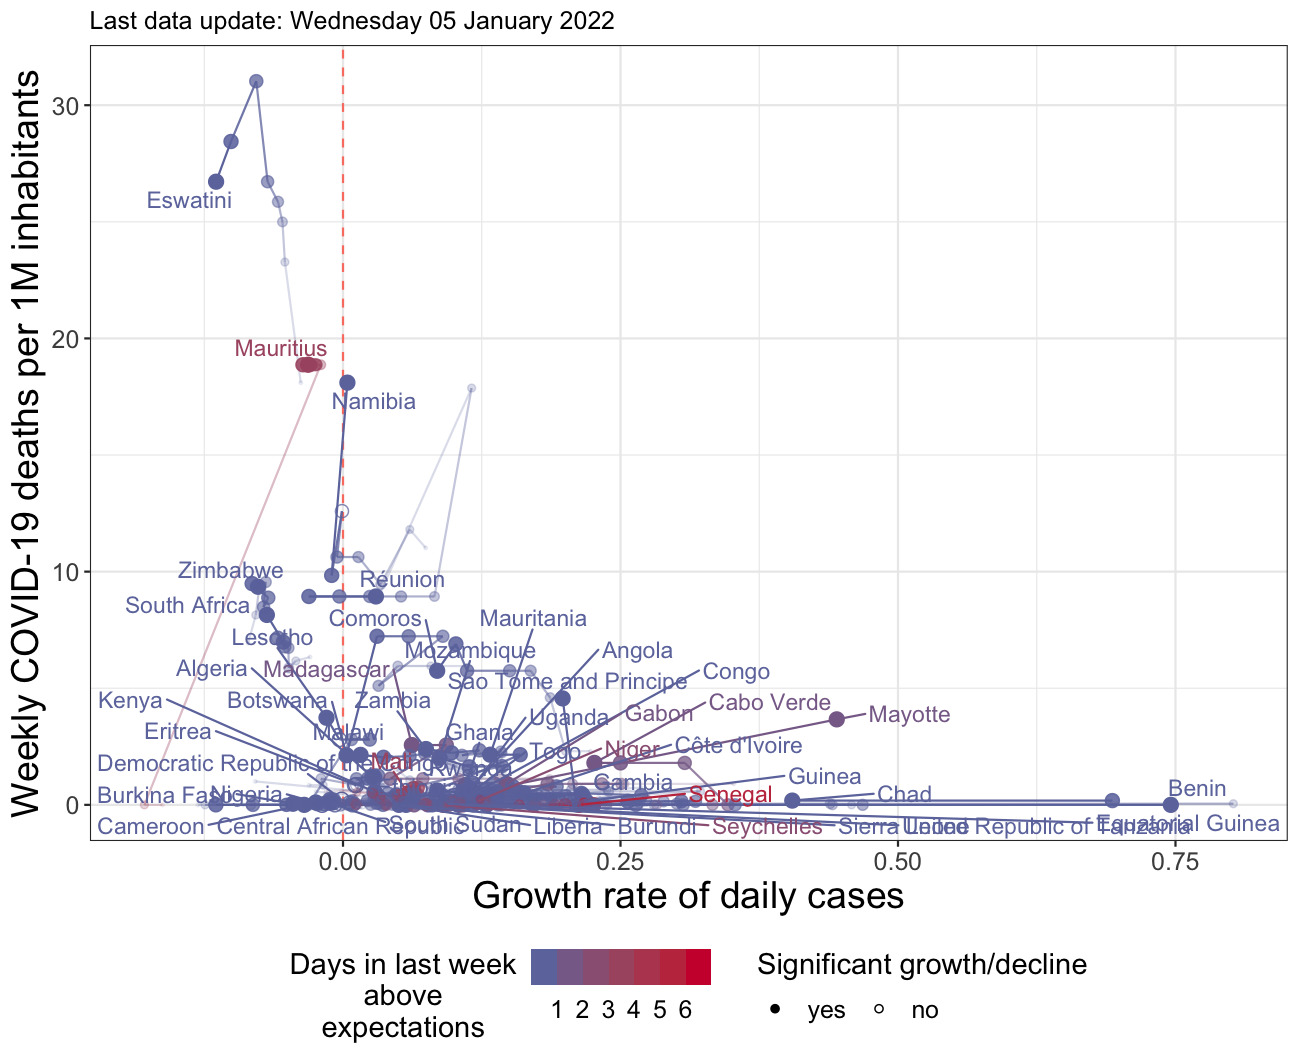 Last data update: Wednesday 05 January 2022
Weekly COVID-19 deaths per 1M inhabitants
30
20
10
0
Eswatini
Mauritius
Namibia
Zimbabwe
Réunion
South Africa
Comoros
Mauritania
Lesotho
Mozambique
Angola
Algeria
Madagascar
Sao Tome and Principe
Congo
Kenya
Botswana
Zambia
Gabon
Cabo Verde
Mayotte
Eritrea
Malawi
Ghana
Uganda
Togo
Niger
Côte d'Ivoire
Democratic Republic of the
Mali
Rwanda
Gambia
Guinea
Burkina Faso
Nigeria
Senegal
Chad
Benin
Cameroon
Central African Republic
South Sudan
Liberia
Burundi
Seychelles
Sierra Leone
United Republic of Tanzania
Equatorial Guinea
0.00
0.25
0.50
0.75
Growth rate of daily cases
Days in last week
above
expectations
1 2 3 4 5 6
Significant growth/decline
yes
no